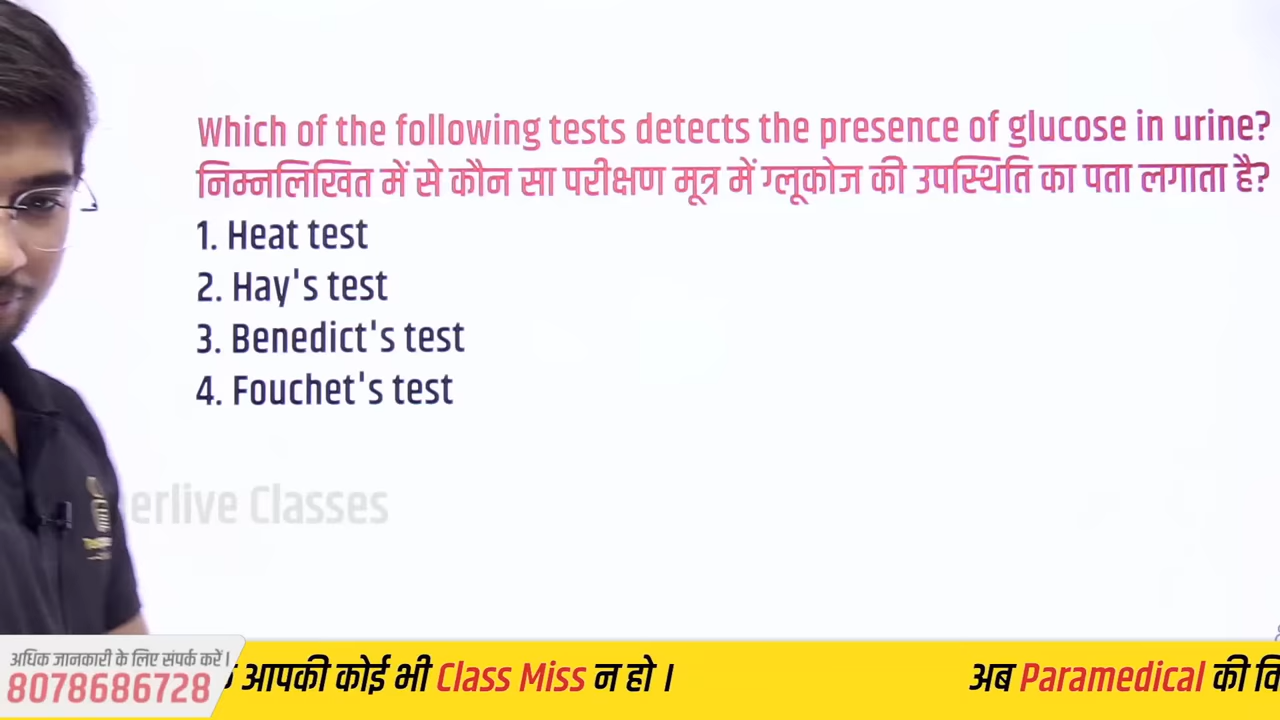 Which of the following tests detects the presence of glucose in urine?
निम्नलिखित में से कौन सा परीक्षण मूत्र में ग्लूकोज की उपस्थिति का पता लगाता है?
1. Heat test
2. Hay's test
3. Benedict's test
4. Fouchet's test
Classes
अधिक जानकारी के लिए संपर्क करें ।
8078686728
आपकी कोई भी Class Miss न हो । अब Paramedical की